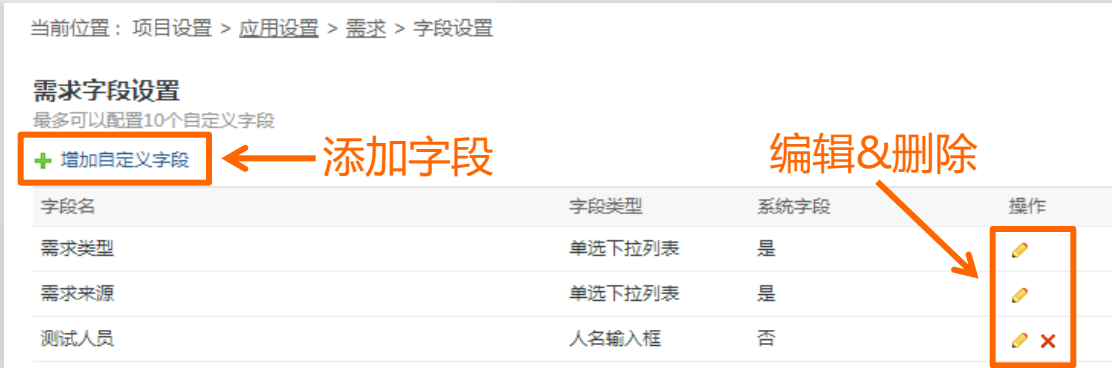 当前位置： 项目设置 > 应用设置 > 需求 > 字段设置
需求字段设置
最多可以配置10个自定义字段
增加自定义字段
添加字段
编辑&删除
字段名 字段类型 系统字段 操作
需求类型 单选下拉列表 是
需求来源 单选下拉列表 是
测试人员 人名输入框 否